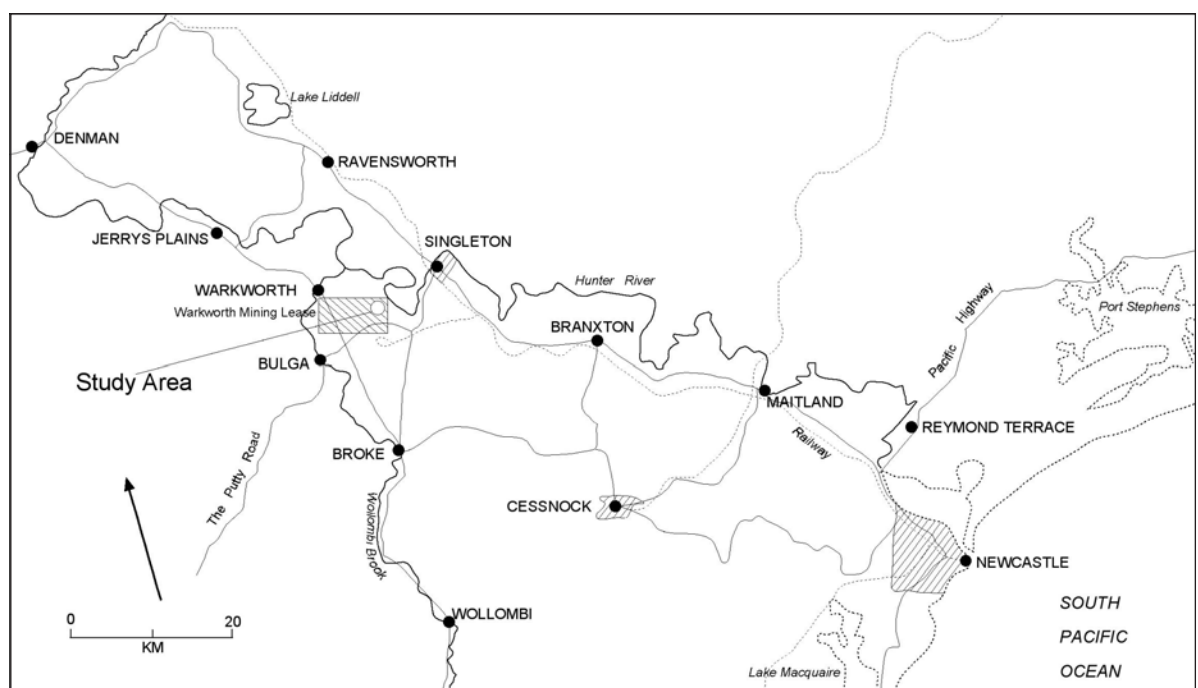 Lake Liddell
DENMAN
RAVENSWORTH
JERRYS PLAINS
SINGLETON
WARKWORTH
Hunter River
Warkworth Mining Lease
BRANXTON
Port Stephens
Pacific Highway
BULGA
Study Area
MAITLAND
REYMOND TERRACE
Railway
BROKE
The Putty Road
CESSNOCK
Wollombi Brook
NEWCASTLE
WOLLOMBI
SOUTH
PACIFIC
OCEAN
0 20
KM
Lake Macquaire